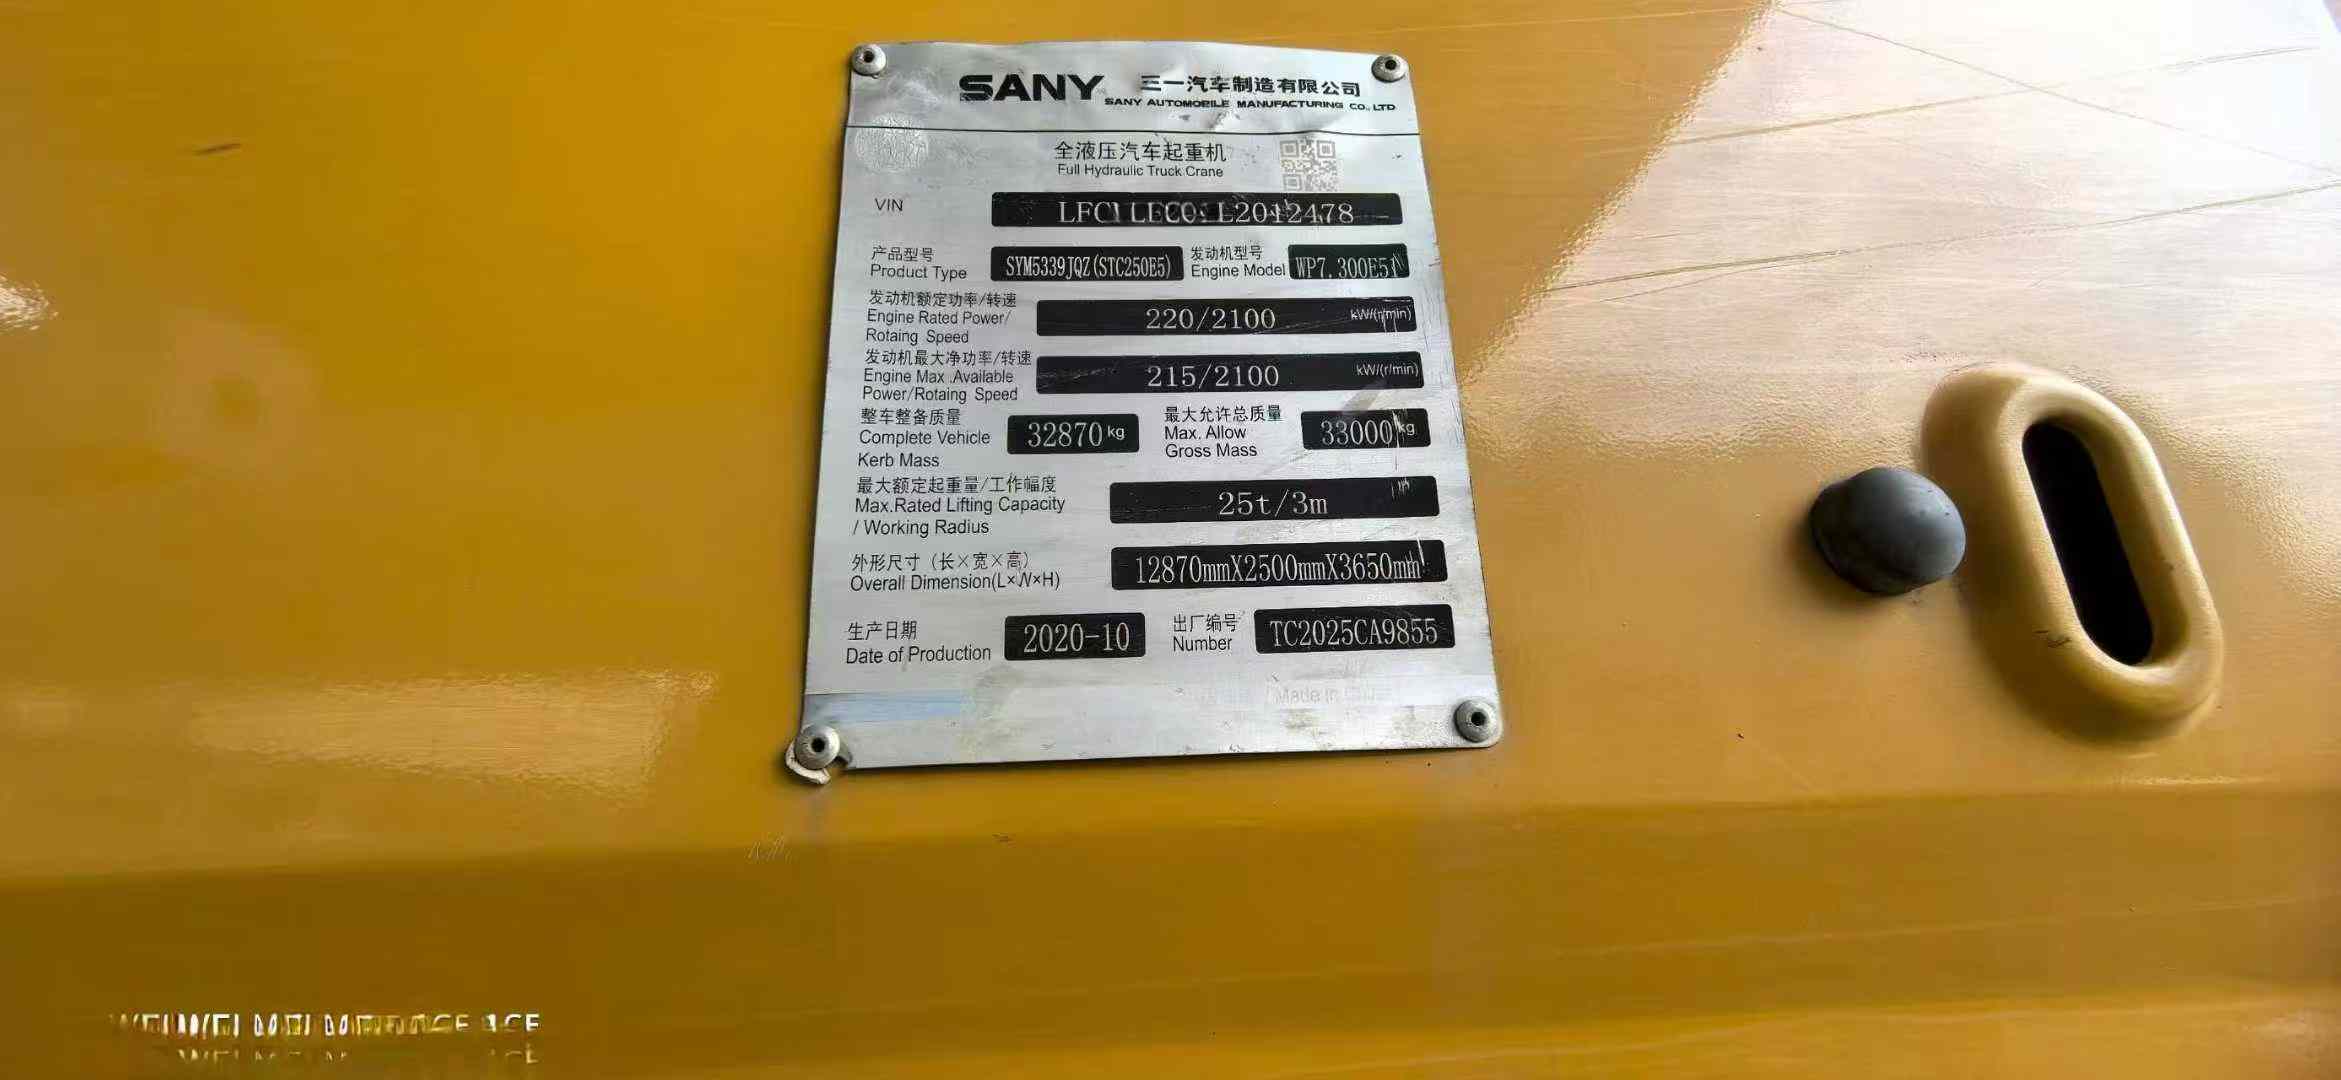 SANY 三一汽车制造有限公司
SANY AUTOMOBILE MANUFACTURING CO., LTD
全液压汽车起重机
Full Hydraulic Truck Crane
VIN
产品型号 发动机型号
Product Type SYM5339JQZ(STC250E5) Engine Model WP7.300E51
发动机额定功率/转速
Engine Rated Power/ 220/2100 kW/(r/min)
Rotaing Speed
发动机最大净功率/转速
Engine Max .Available 215/2100 kW/(r/min)
Power/Rotaing Speed
整车整备质量 最大允许总质量
Complete Vehicle 32870 kg Max. Allow 33000 kg
Kerb Mass Gross Mass
最大额定起重量/工作幅度
Max.Rated Lifting Capacity 25t/3m
/ Working Radius
外形尺寸（长×宽×高）
Overall Dimension(L×W×H) 12870mmX2500mmX3650mm
生产日期 2020-10 出厂编号 TC2025CA9855
Date of Production Number
Made in